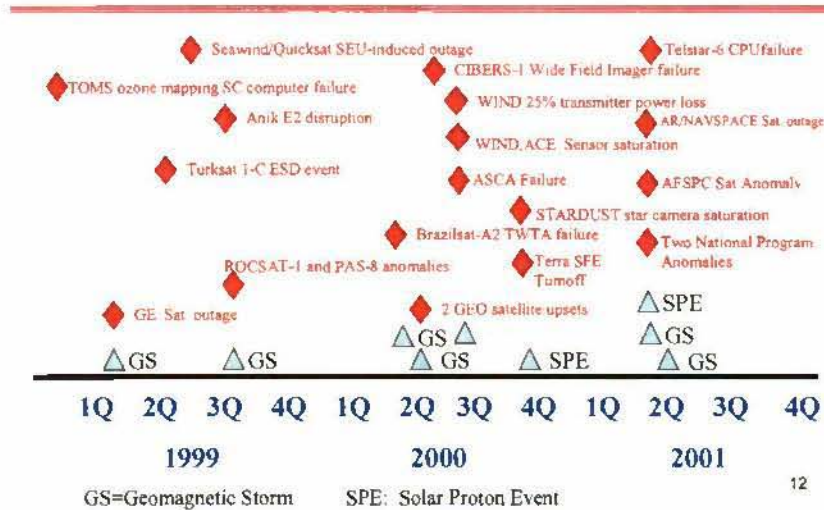 Seawind/Quicksat SEU-induced outage
Telstar-6 CPU failure
CIBERS-1 Wide Field Imager failure
TOMS ozone mapping SC computer failure
WIND 25% transmitter power loss
Anik E2 disruption
AR/NAVSPACE Sat. outage
WIND, ACE Sensor saturation
Turksat 1-C ESD event
ASCA Failure
AFSPC Sat Anomaly
STARDUST star camera saturation
Brazilsat-A2 TWTA failure
Two National Program
Anomalies
ROCSAT-1 and PAS-8 anomalies
Terra SFE
Turnoff
GE Sat. outage
2 GEO satellite upsets
SPE
GS
GS
GS
GS
GS
SPE
GS
1Q 2Q 3Q 4Q 1Q 2Q 3Q 4Q 1Q 2Q 3Q 4Q
1999 2000 2001
GS=Geomagnetic Storm SPE: Solar Proton Event
12